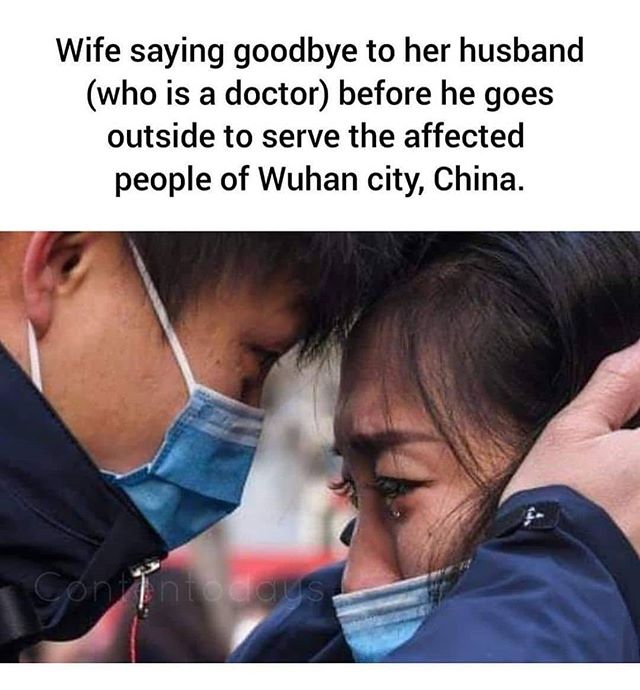 Wife saying goodbye to her husband
(who is a doctor) before he goes
outside to serve the affected
people of Wuhan city, China.
Contentodays